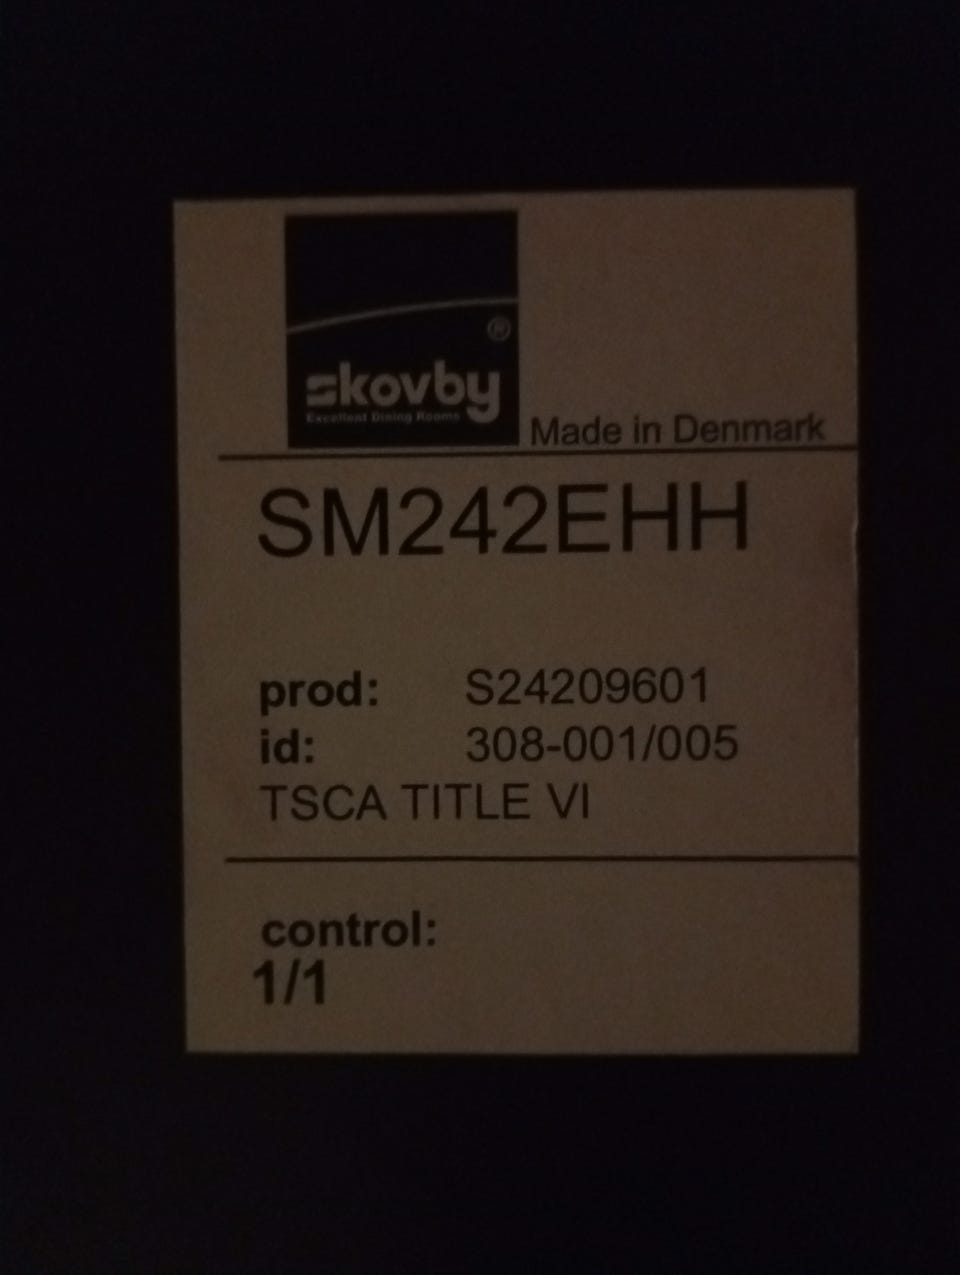 skovby®
Excellent Dining Rooms
Made in Denmark
SM242EHH
prod: S24209601
id: 308-001/005
TSCA TITLE VI
control:
1/1